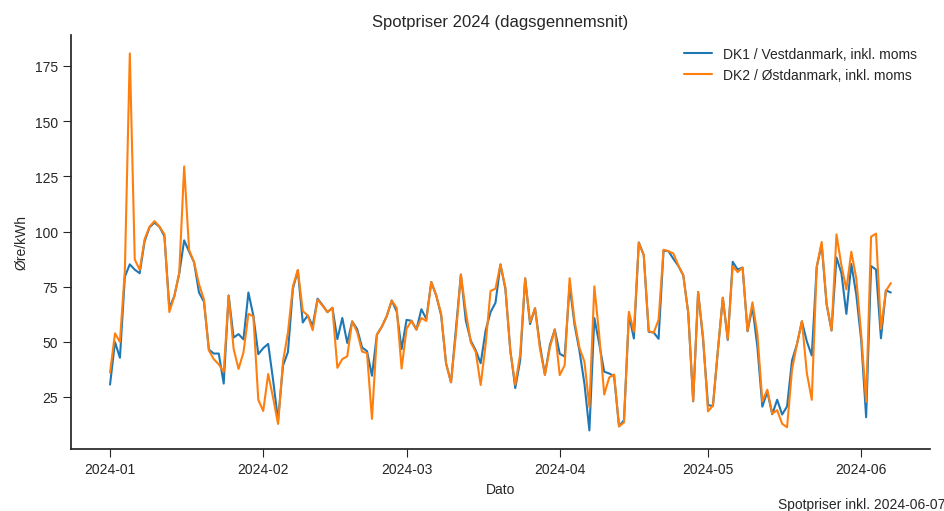 Spotpriser 2024 (dagsgennemsnit)
DK1 / Vestdanmark, inkl. moms
DK2 / Østdanmark, inkl. moms
Øre/kWh
175
150
125
100
75
50
25
2024-01
2024-02
2024-03
2024-04
2024-05
2024-06
Dato
Spotpriser inkl. 2024-06-07